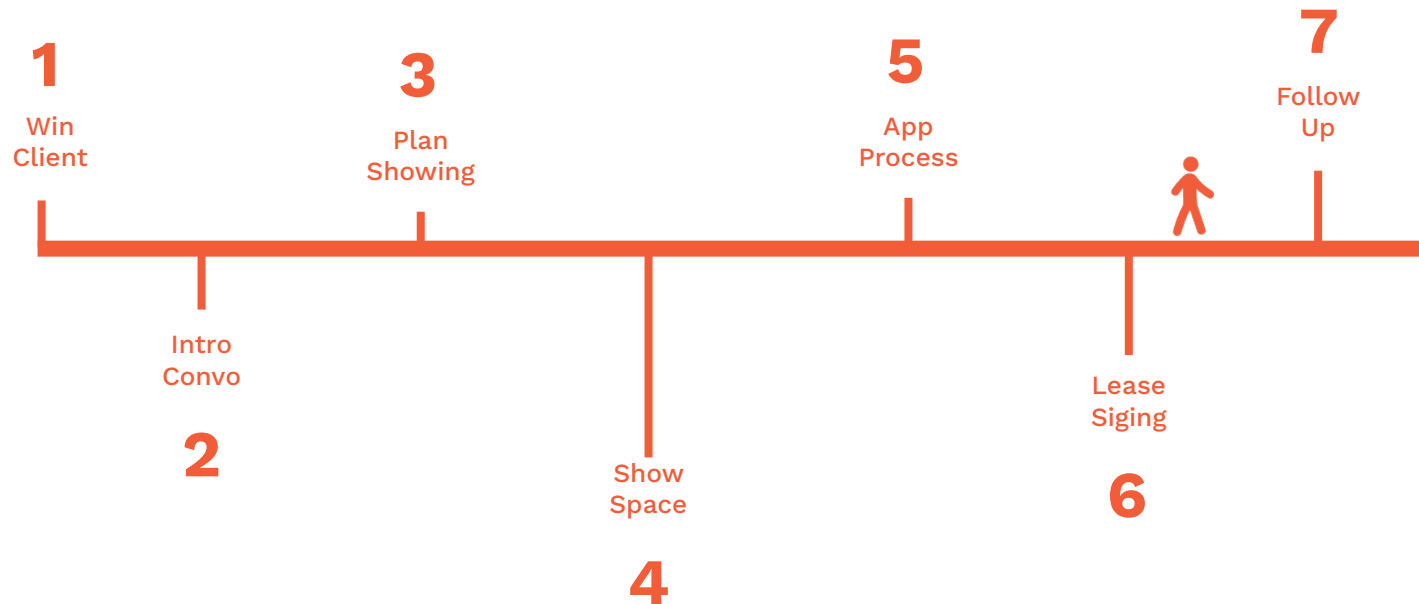 1
Win
Client
Intro
Convo
2
3
Plan
Showing
Show
Space
4
5
App
Process
Lease
Siging
6
7
Follow
Up